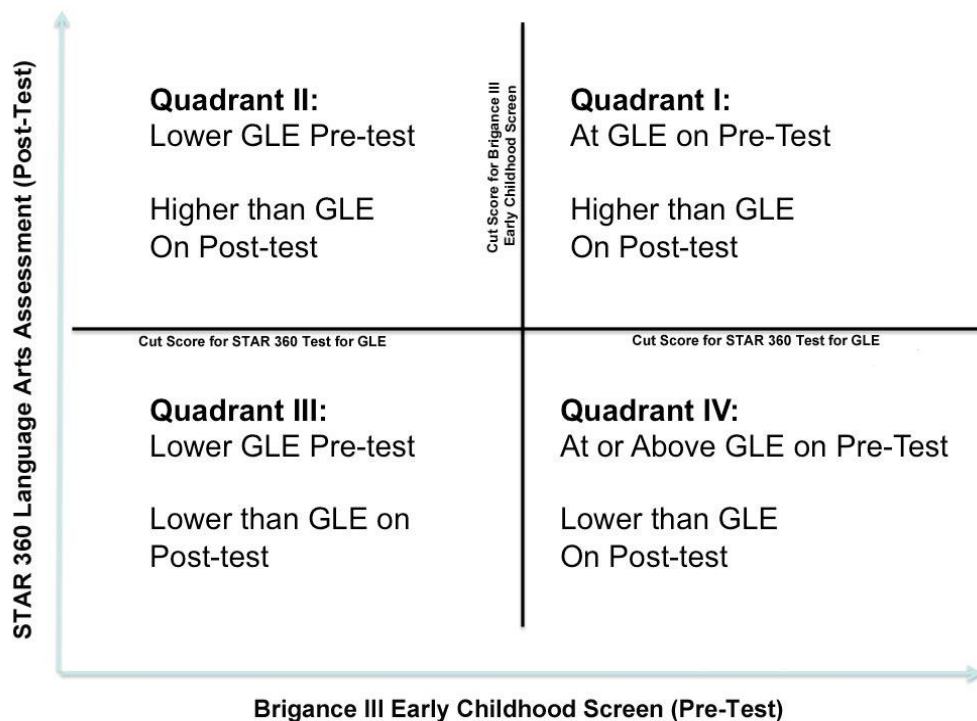 STAR 360 Language Arts Assessment (Post-Test)
Quadrant II:
Lower GLE Pre-test
Higher than GLE
On Post-test
Cut Score for Brigance III
Early Childhood Screen
Quadrant I:
At GLE on Pre-Test
Higher than GLE
On Post-test
Cut Score for STAR 360 Test for GLE
Cut Score for STAR 360 Test for GLE
Quadrant III:
Lower GLE Pre-test
Lower than GLE on
Post-test
Quadrant IV:
At or Above GLE on Pre-Test
Lower than GLE
On Post-test
Brigance III Early Childhood Screen (Pre-Test)